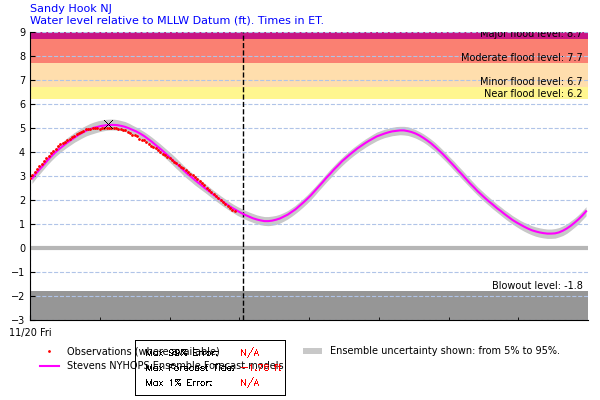 Sandy Hook NJ
Water level relative to MLLW Datum (ft). Times in ET.
9
Major flood level: 8.7
8
Moderate flood level: 7.7
7
Minor flood level: 6.7
Near flood level: 6.2
6
5
4
3
2
1
0
−1
Blowout level: -1.8
−2
−3
11/20 Fri
Observations (where available)
Stevens NYHOPS Ensemble Forecast models
Max Error: N/A
Max Forecast Tide:
Max 1% Error: N/A
Ensemble uncertainty shown: from 5% to 95%.